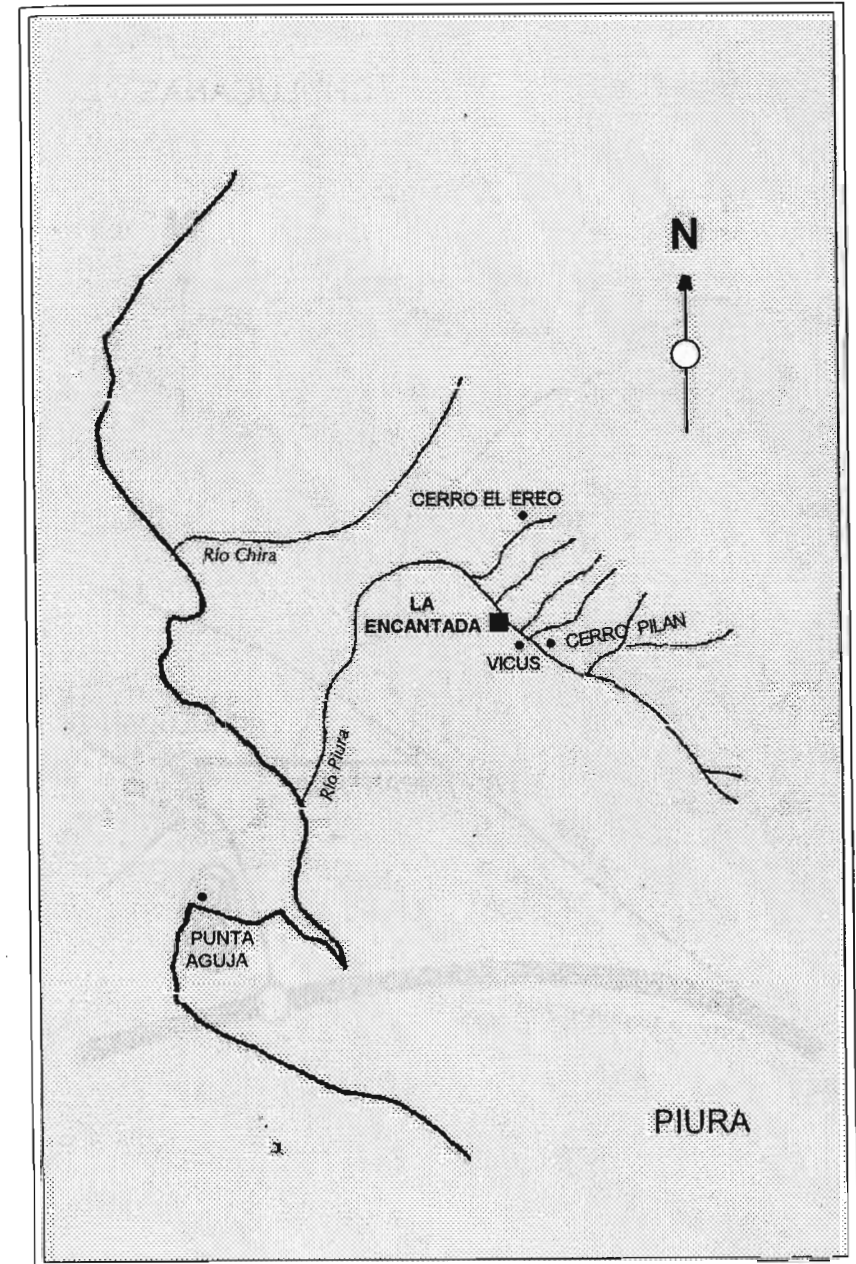 N
CERRO EL EREO
Río Chira
LA
ENCANTADA
CERRO PILAN
VICUS
Río Piura
PUNTA
AGUJA
PIURA